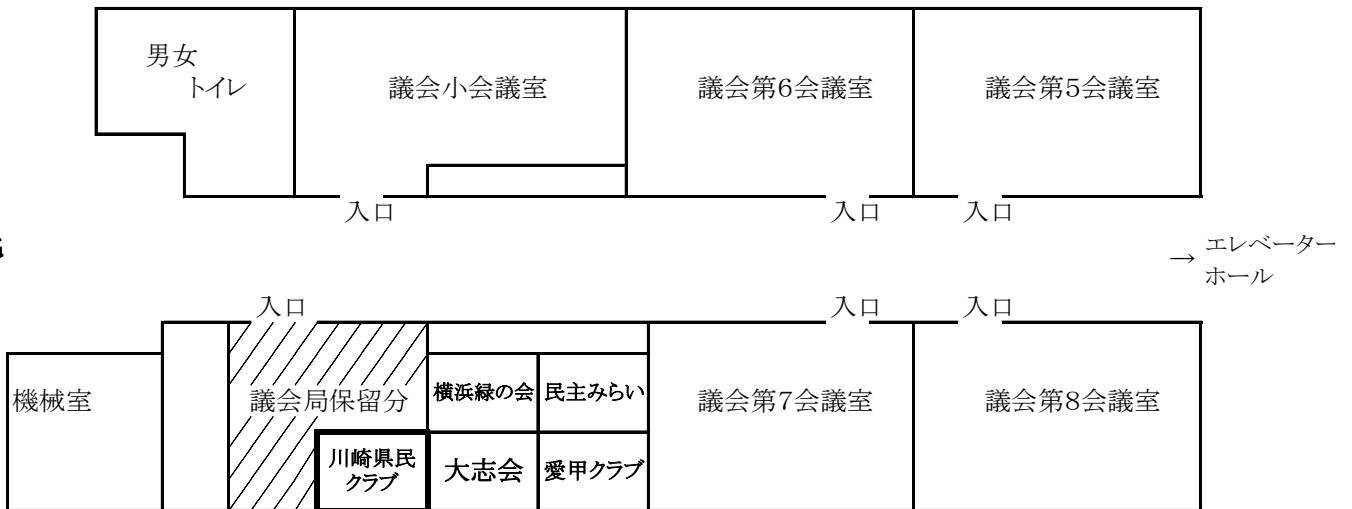 男女
トイレ
議会小会議室
議会第6会議室
議会第5会議室
入口
入口
入口
→ エレベーター
ホール
入口
入口
入口
機械室
議会局保留分
横浜緑の会
民主みらい
議会第7会議室
議会第8会議室
川崎県民
クラブ
大志会
愛甲クラブ